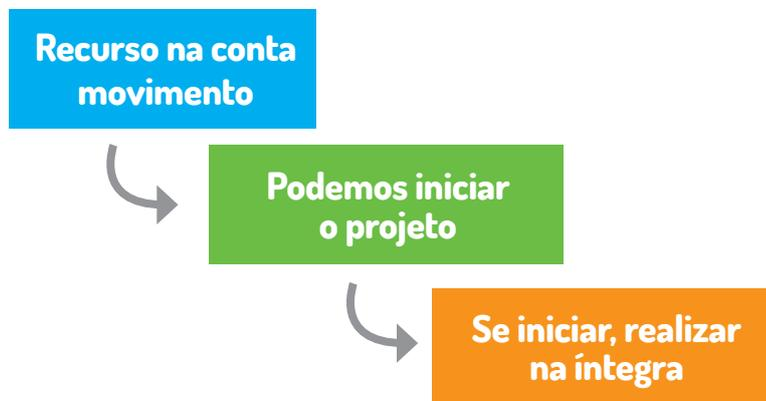 Recurso na conta
movimento
Podemos iniciar
o projeto
Se iniciar, realizar
na íntegra